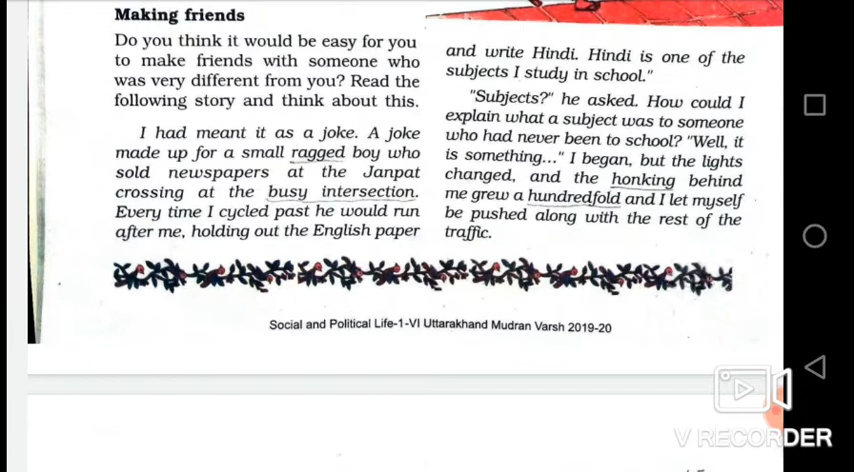 Making friends
Do you think it would be easy for you
to make friends with someone who
was very different from you? Read the
following story and think about this.
I had meant it as a joke. A joke
made up for a small ragged boy who
sold newspapers at the Janpat
crossing at the busy intersection.
Every time I cycled past he would run
after me, holding out the English paper
and write Hindi. Hindi is one of the
subjects I study in school."
"Subjects?" he asked. How could I
explain what a subject was to someone
who had never been to school? "Well, it
is something..." I began, but the lights
changed, and the honking behind
me grew a hundredfold and I let myself
be pushed along with the rest of the
traffic.
Social and Political Life-1-VI Uttarakhand Mudran Varsh 2019-20
V RECORDER